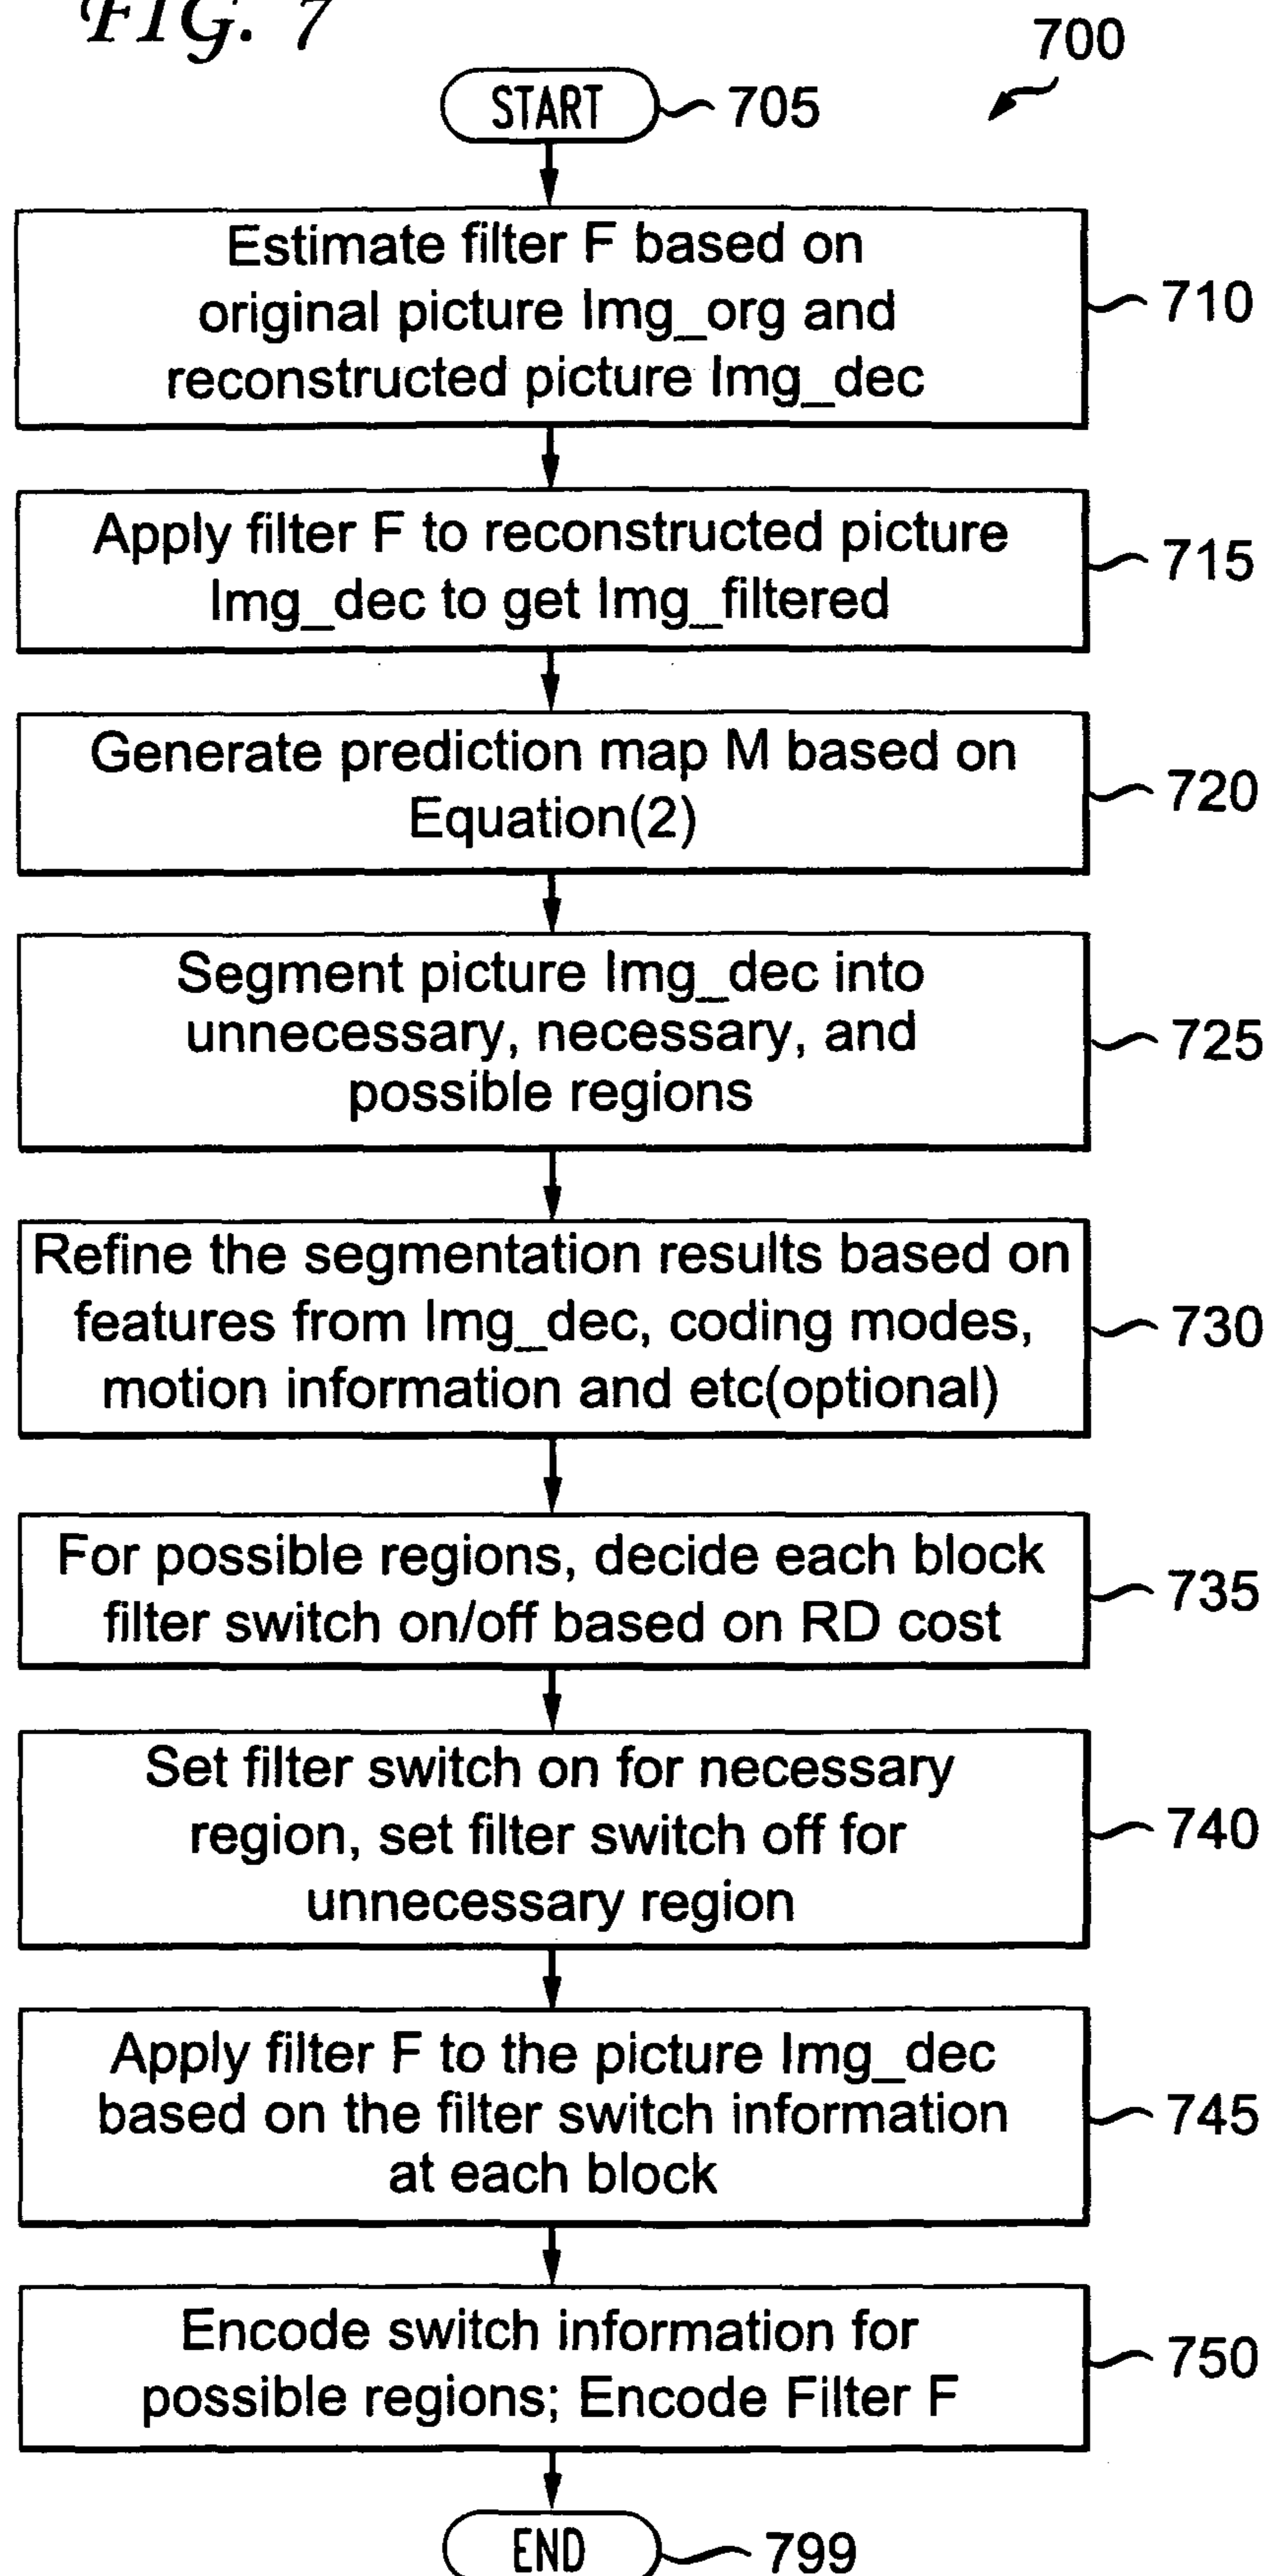 FIG. 7
700
START
705
Estimate filter F based on
original picture Img_org and
reconstructed picture Img_dec
710
Apply filter F to reconstructed picture
Img_dec to get Img_filtered
715
Generate prediction map M based on
Equation(2)
720
Segment picture Img_dec into
unnecessary, necessary, and
possible regions
725
Refine the segmentation results based on
features from Img_dec, coding modes,
motion information and etc(optional)
730
For possible regions, decide each block
filter switch on/off based on RD cost
735
Set filter switch on for necessary
region, set filter switch off for
unnecessary region
740
Apply filter F to the picture Img_dec
based on the filter switch information
at each block
745
Encode switch information for
possible regions; Encode Filter F
750
END
799